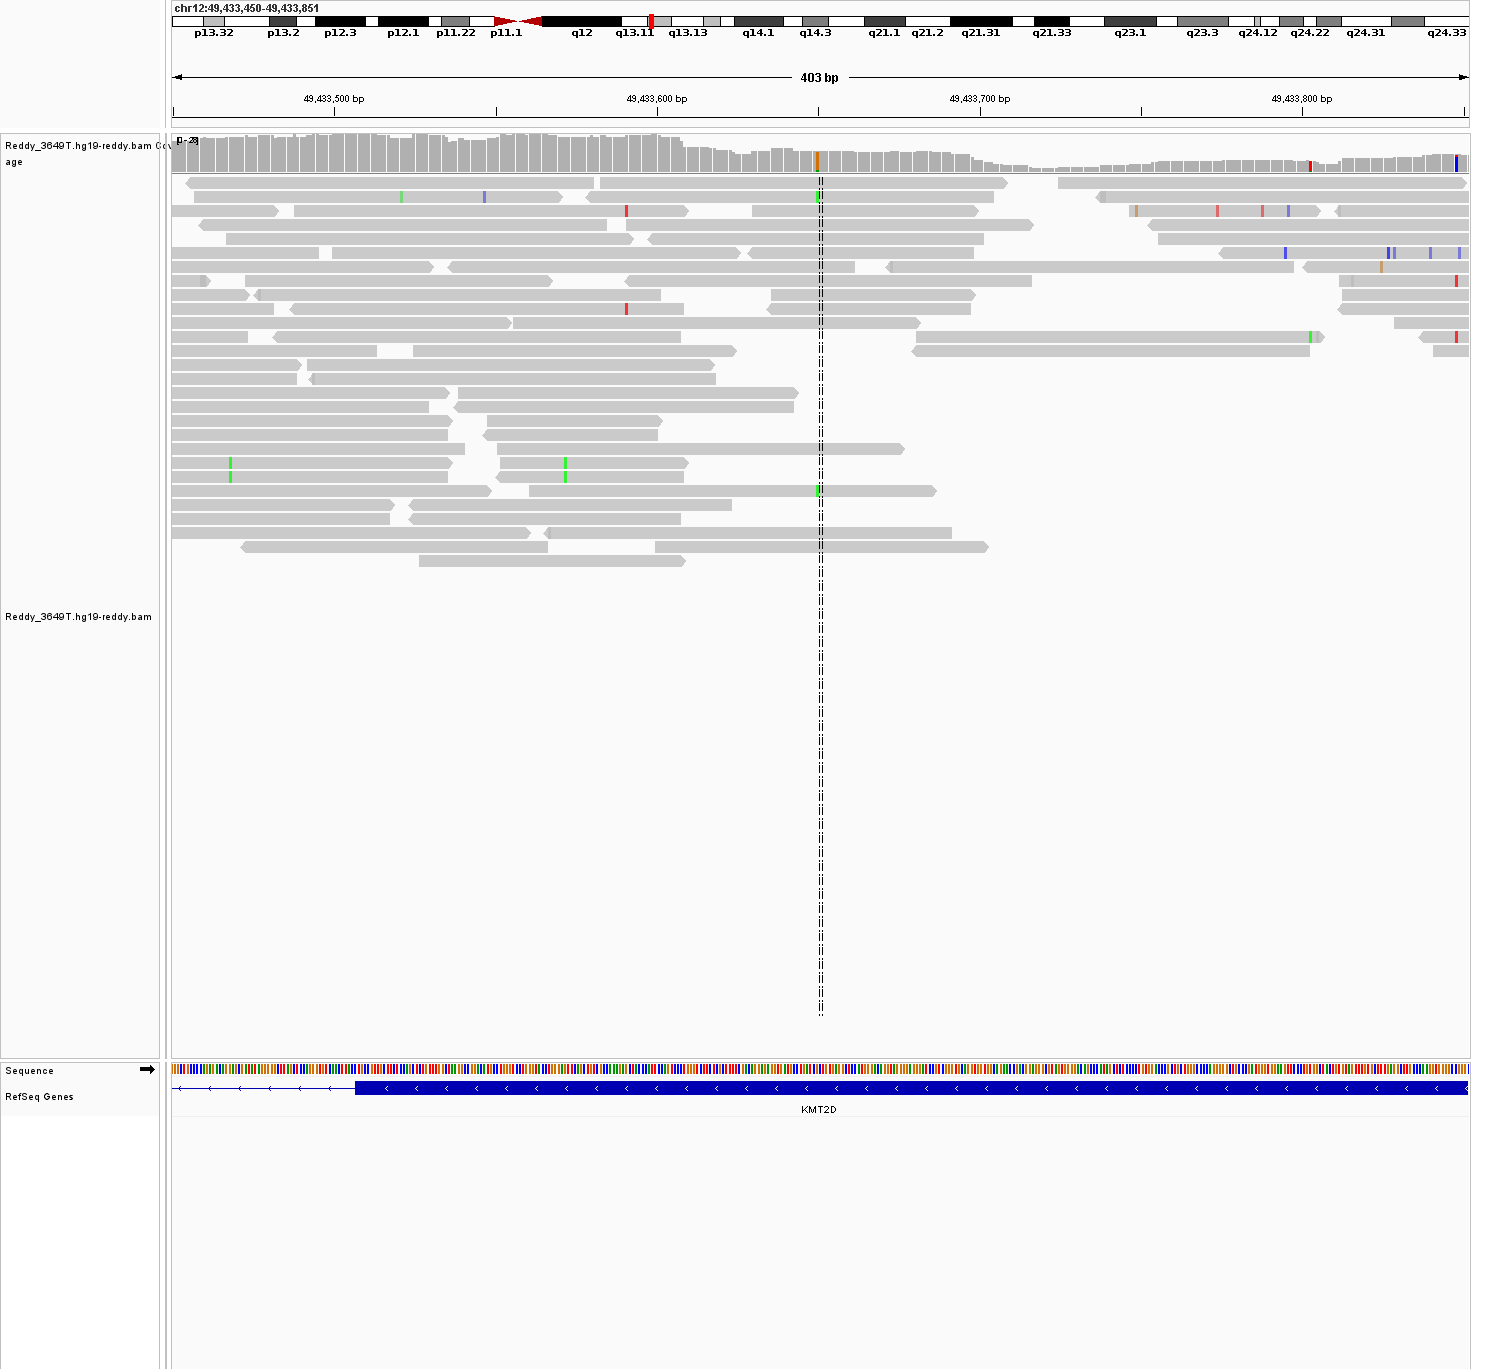 chr12:49,433,450-49,433,851
p13.32 p13.2 p12.3 p12.1 p11.22 p11.1 q12 q13.11 q13.13 q14.1 q14.3 q21.1 q21.2 q21.31 q21.33 q23.1 q23.3 q24.12 q24.22 q24.31 q24.33
403 bp
49,433,500 bp 49,433,600 bp 49,433,700 bp 49,433,800 bp
Reddy_3649T.hg19-reddy.bam Cov
age
Reddy_3649T.hg19-reddy.bam
Sequence
RefSeq Genes
KMT2D